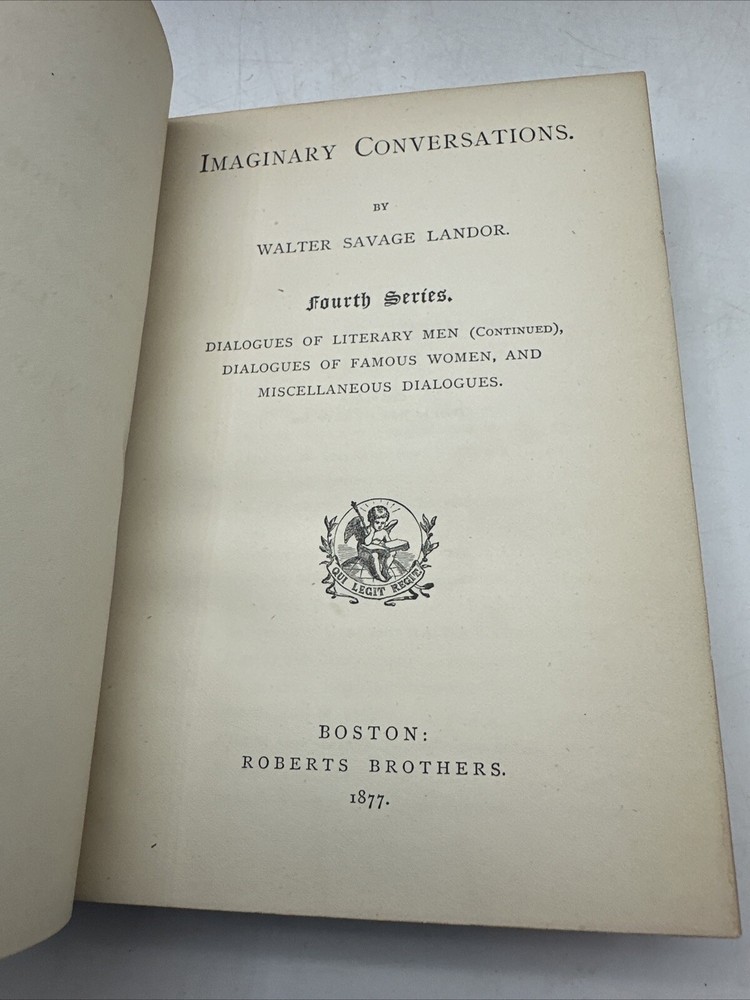 IMAGINARY CONVERSATIONS.
BY
WALTER SAVAGE LANDOR.
Fourth Series.
DIALOGUES OF LITERARY MEN (CONTINUED),
DIALOGUES OF FAMOUS WOMEN, AND
MISCELLANEOUS DIALOGUES.
QUI LEGIT REGIT
BOSTON:
ROBERTS BROTHERS.
1877.